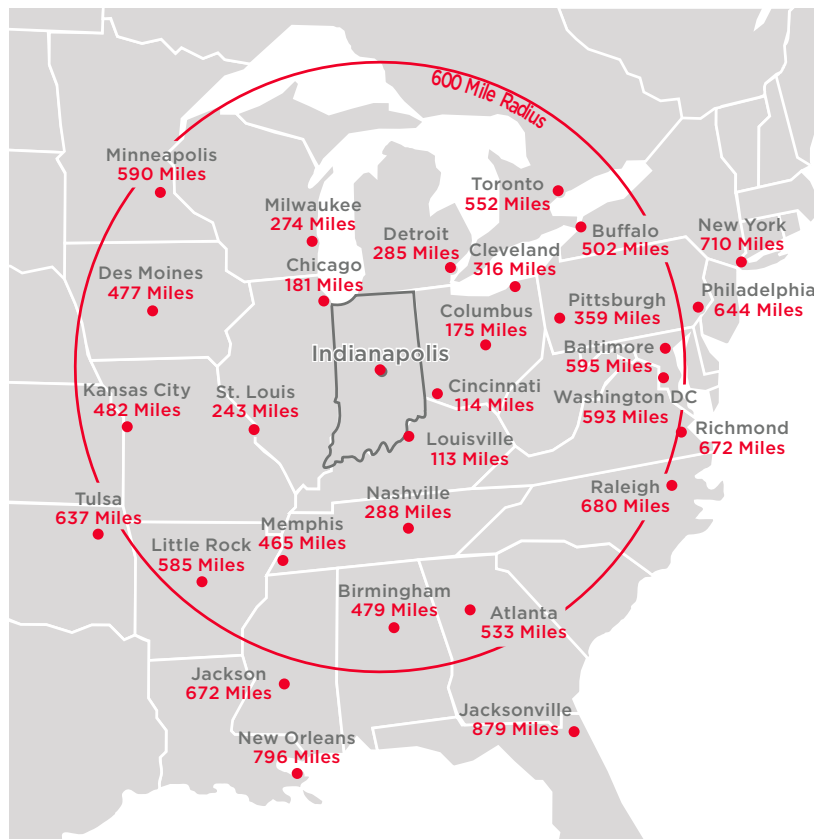 600 Mile Radius
Minneapolis
590 Miles
Toronto
552 Miles
Milwaukee
274 Miles
Detroit
285 Miles
Buffalo
502 Miles
New York
710 Miles
Cleveland
316 Miles
Chicago
181 Miles
Des Moines
477 Miles
Philadelphia
644 Miles
Pittsburgh
359 Miles
Columbus
175 Miles
Indianapolis
Baltimore
595 Miles
Washington DC
593 Miles
Kansas City
482 Miles
St. Louis
243 Miles
Cincinnati
114 Miles
Louisville
113 Miles
Richmond
672 Miles
Raleigh
680 Miles
Nashville
288 Miles
Tulsa
637 Miles
Memphis
465 Miles
Little Rock
585 Miles
Birmingham
479 Miles
Atlanta
533 Miles
Jackson
672 Miles
Jacksonville
879 Miles
New Orleans
796 Miles